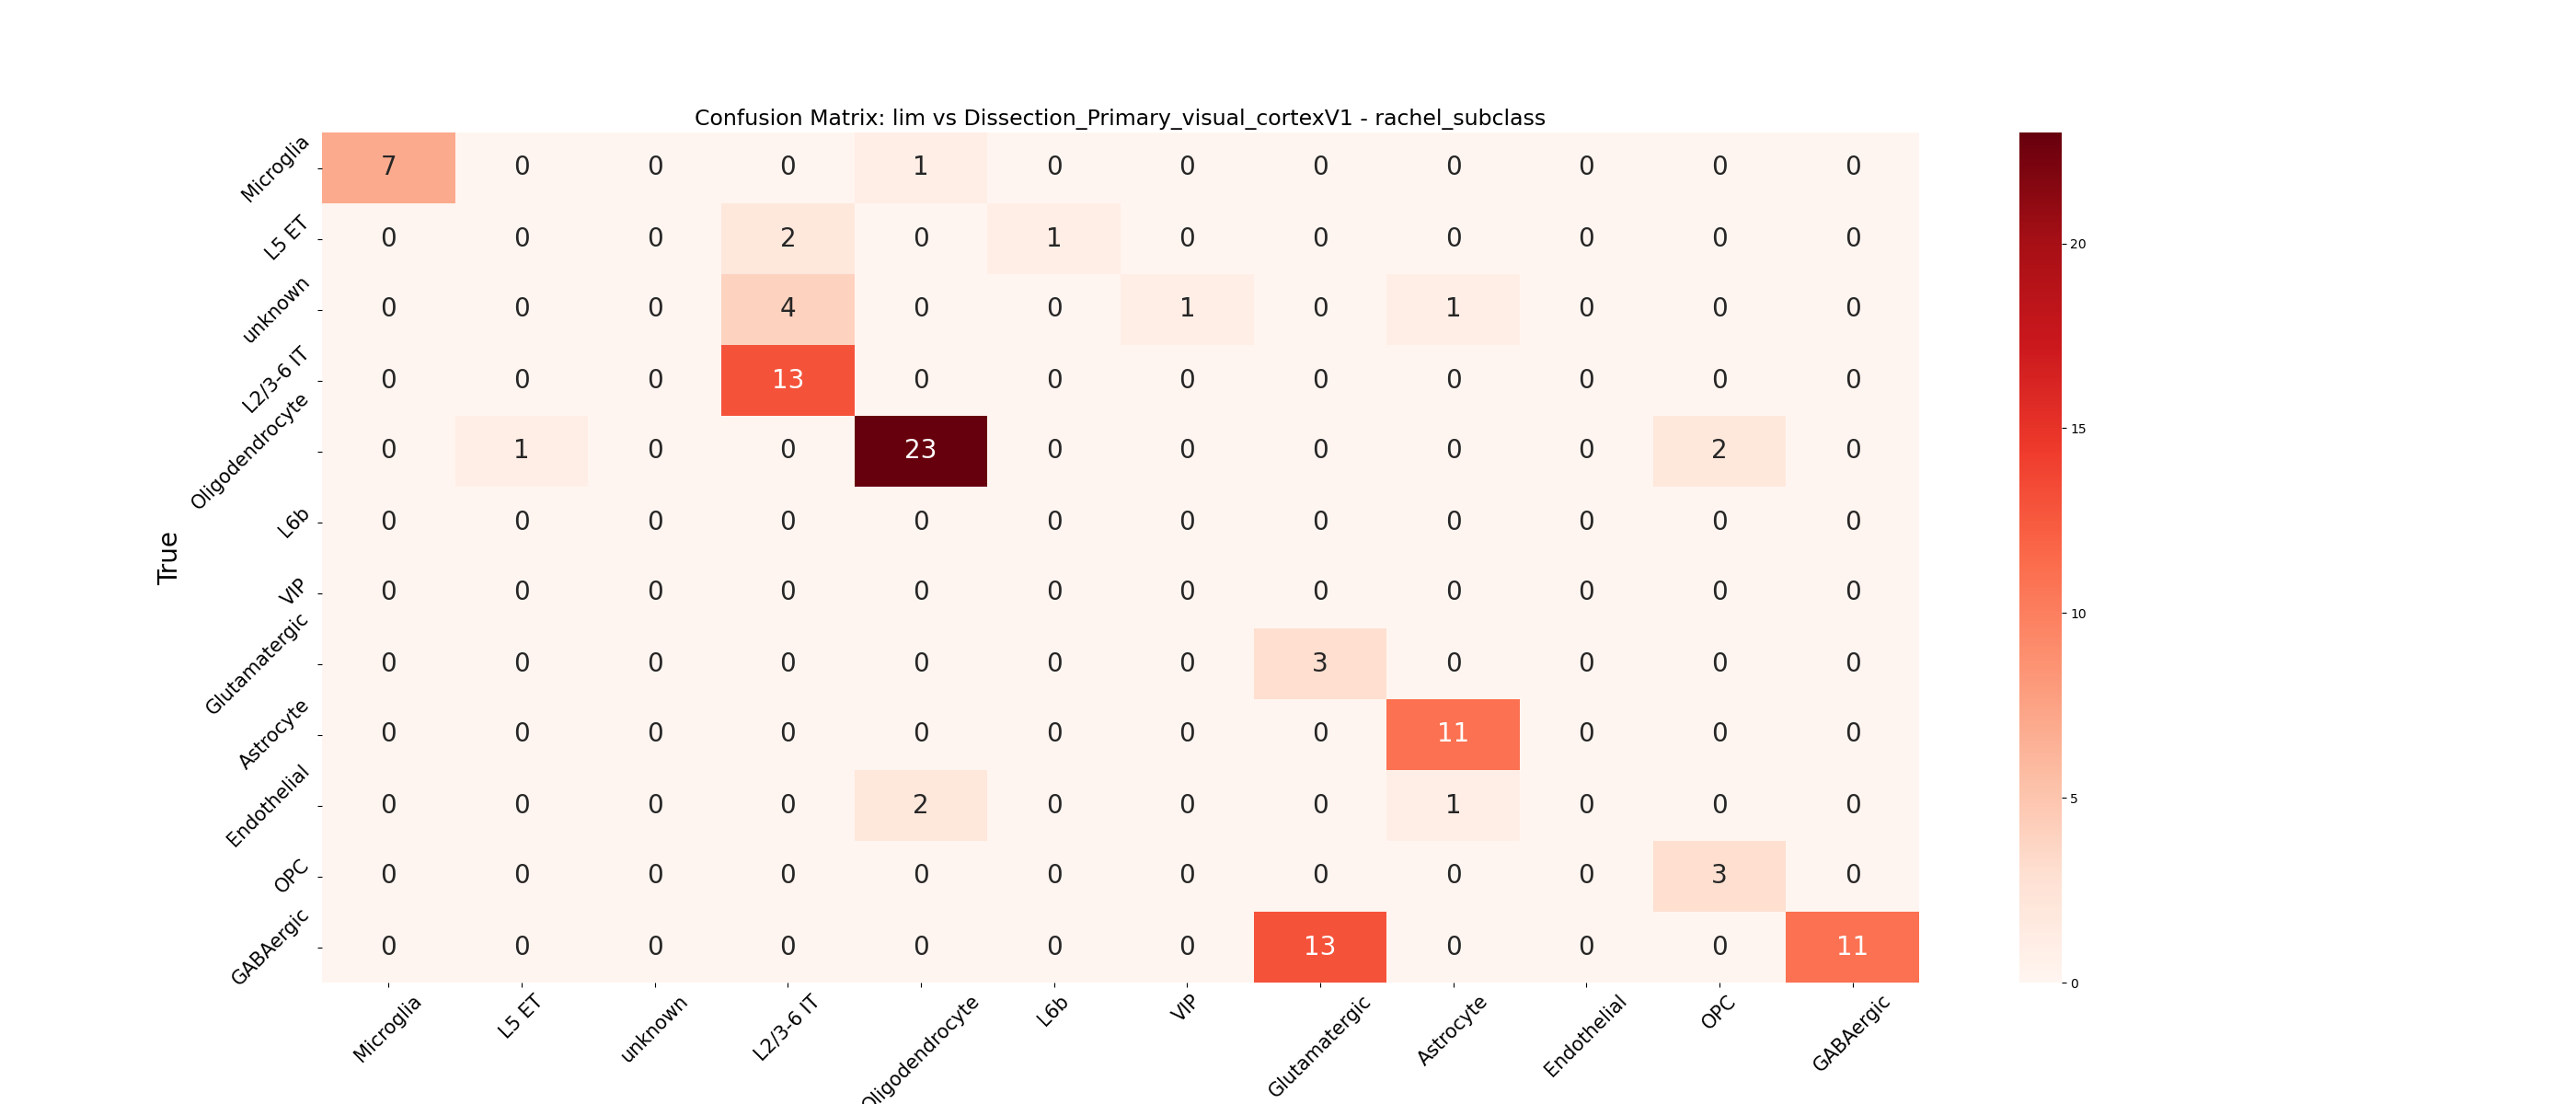 Confusion Matrix: lim vs Dissection_Primary_visual_cortexV1 - rachel_subclass
True
Microglia 7 0 0 0 1 0 0 0 0 0 0 0
L5 ET 0 0 0 2 0 1 0 0 0 0 0 0
unknown 0 0 0 4 0 0 1 0 1 0 0 0
L2/3-6 IT 0 0 0 13 0 0 0 0 0 0 0 0
Oligodendrocyte 0 1 0 0 23 0 0 0 0 0 2 0
L6b 0 0 0 0 0 0 0 0 0 0 0 0
VIP 0 0 0 0 0 0 0 0 0 0 0 0
Glutamatergic 0 0 0 0 0 0 0 3 0 0 0 0
Astrocyte 0 0 0 0 0 0 0 0 11 0 0 0
Endothelial 0 0 0 0 2 0 0 0 1 0 0 0
OPC 0 0 0 0 0 0 0 0 0 0 3 0
GABAergic 0 0 0 0 0 0 0 13 0 0 0 11
Microglia L5 ET unknown L2/3-6 IT Oligodendrocyte L6b VIP Glutamatergic Astrocyte Endothelial OPC GABAergic
20
15
10
5
0